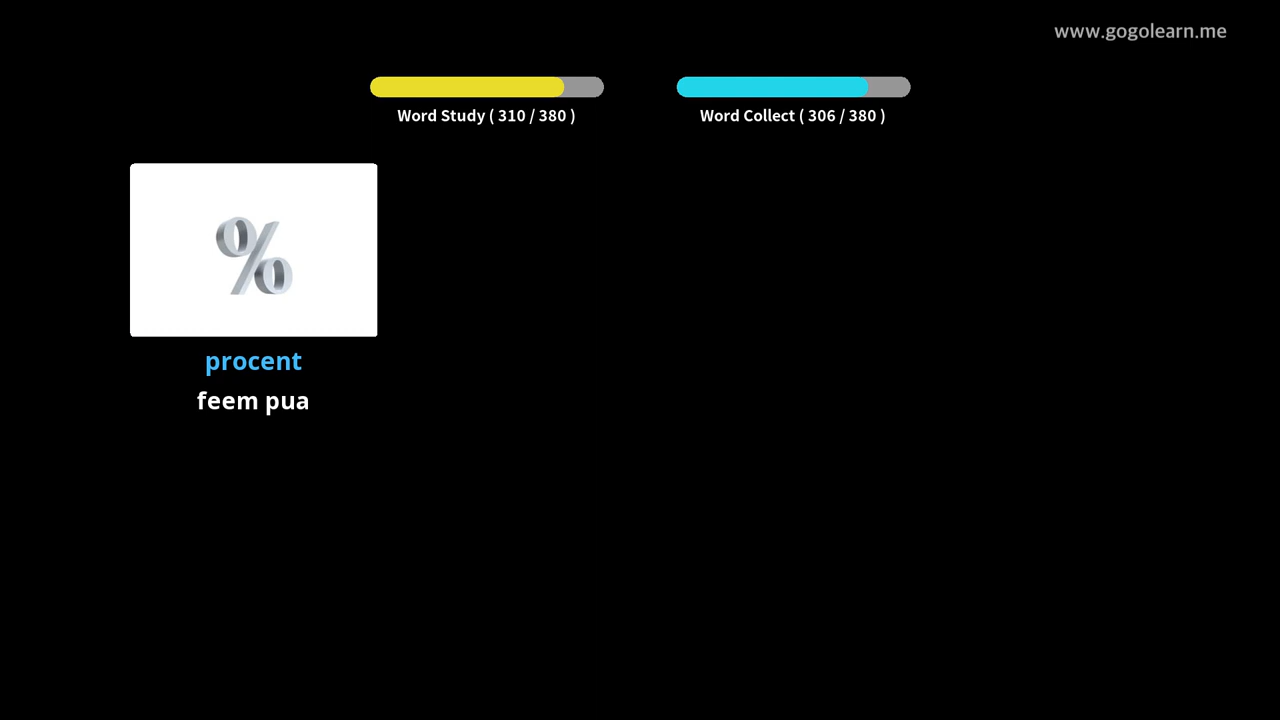 www.gogolearn.me
Word Study ( 310 / 380 )
Word Collect ( 306 / 380 )
%
procent
feem pua